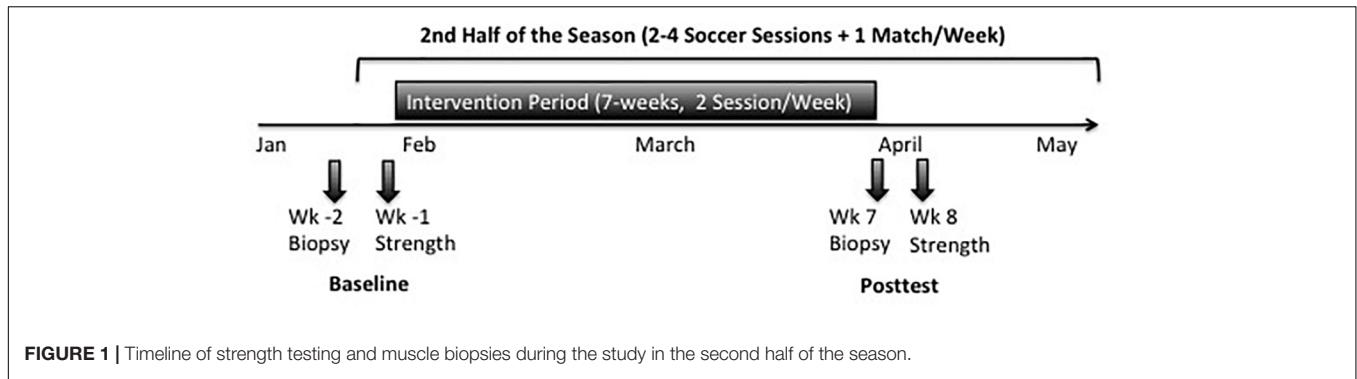 2nd Half of the Season (2-4 Soccer Sessions + 1 Match/Week)
Intervention Period (7-weeks, 2 Session/Week)
Jan Feb March April May
Wk -2 Wk -1 Wk 7 Wk 8
Biopsy Strength Biopsy Strength
Baseline Posttest
FIGURE 1 | Timeline of strength testing and muscle biopsies during the study in the second half of the season.